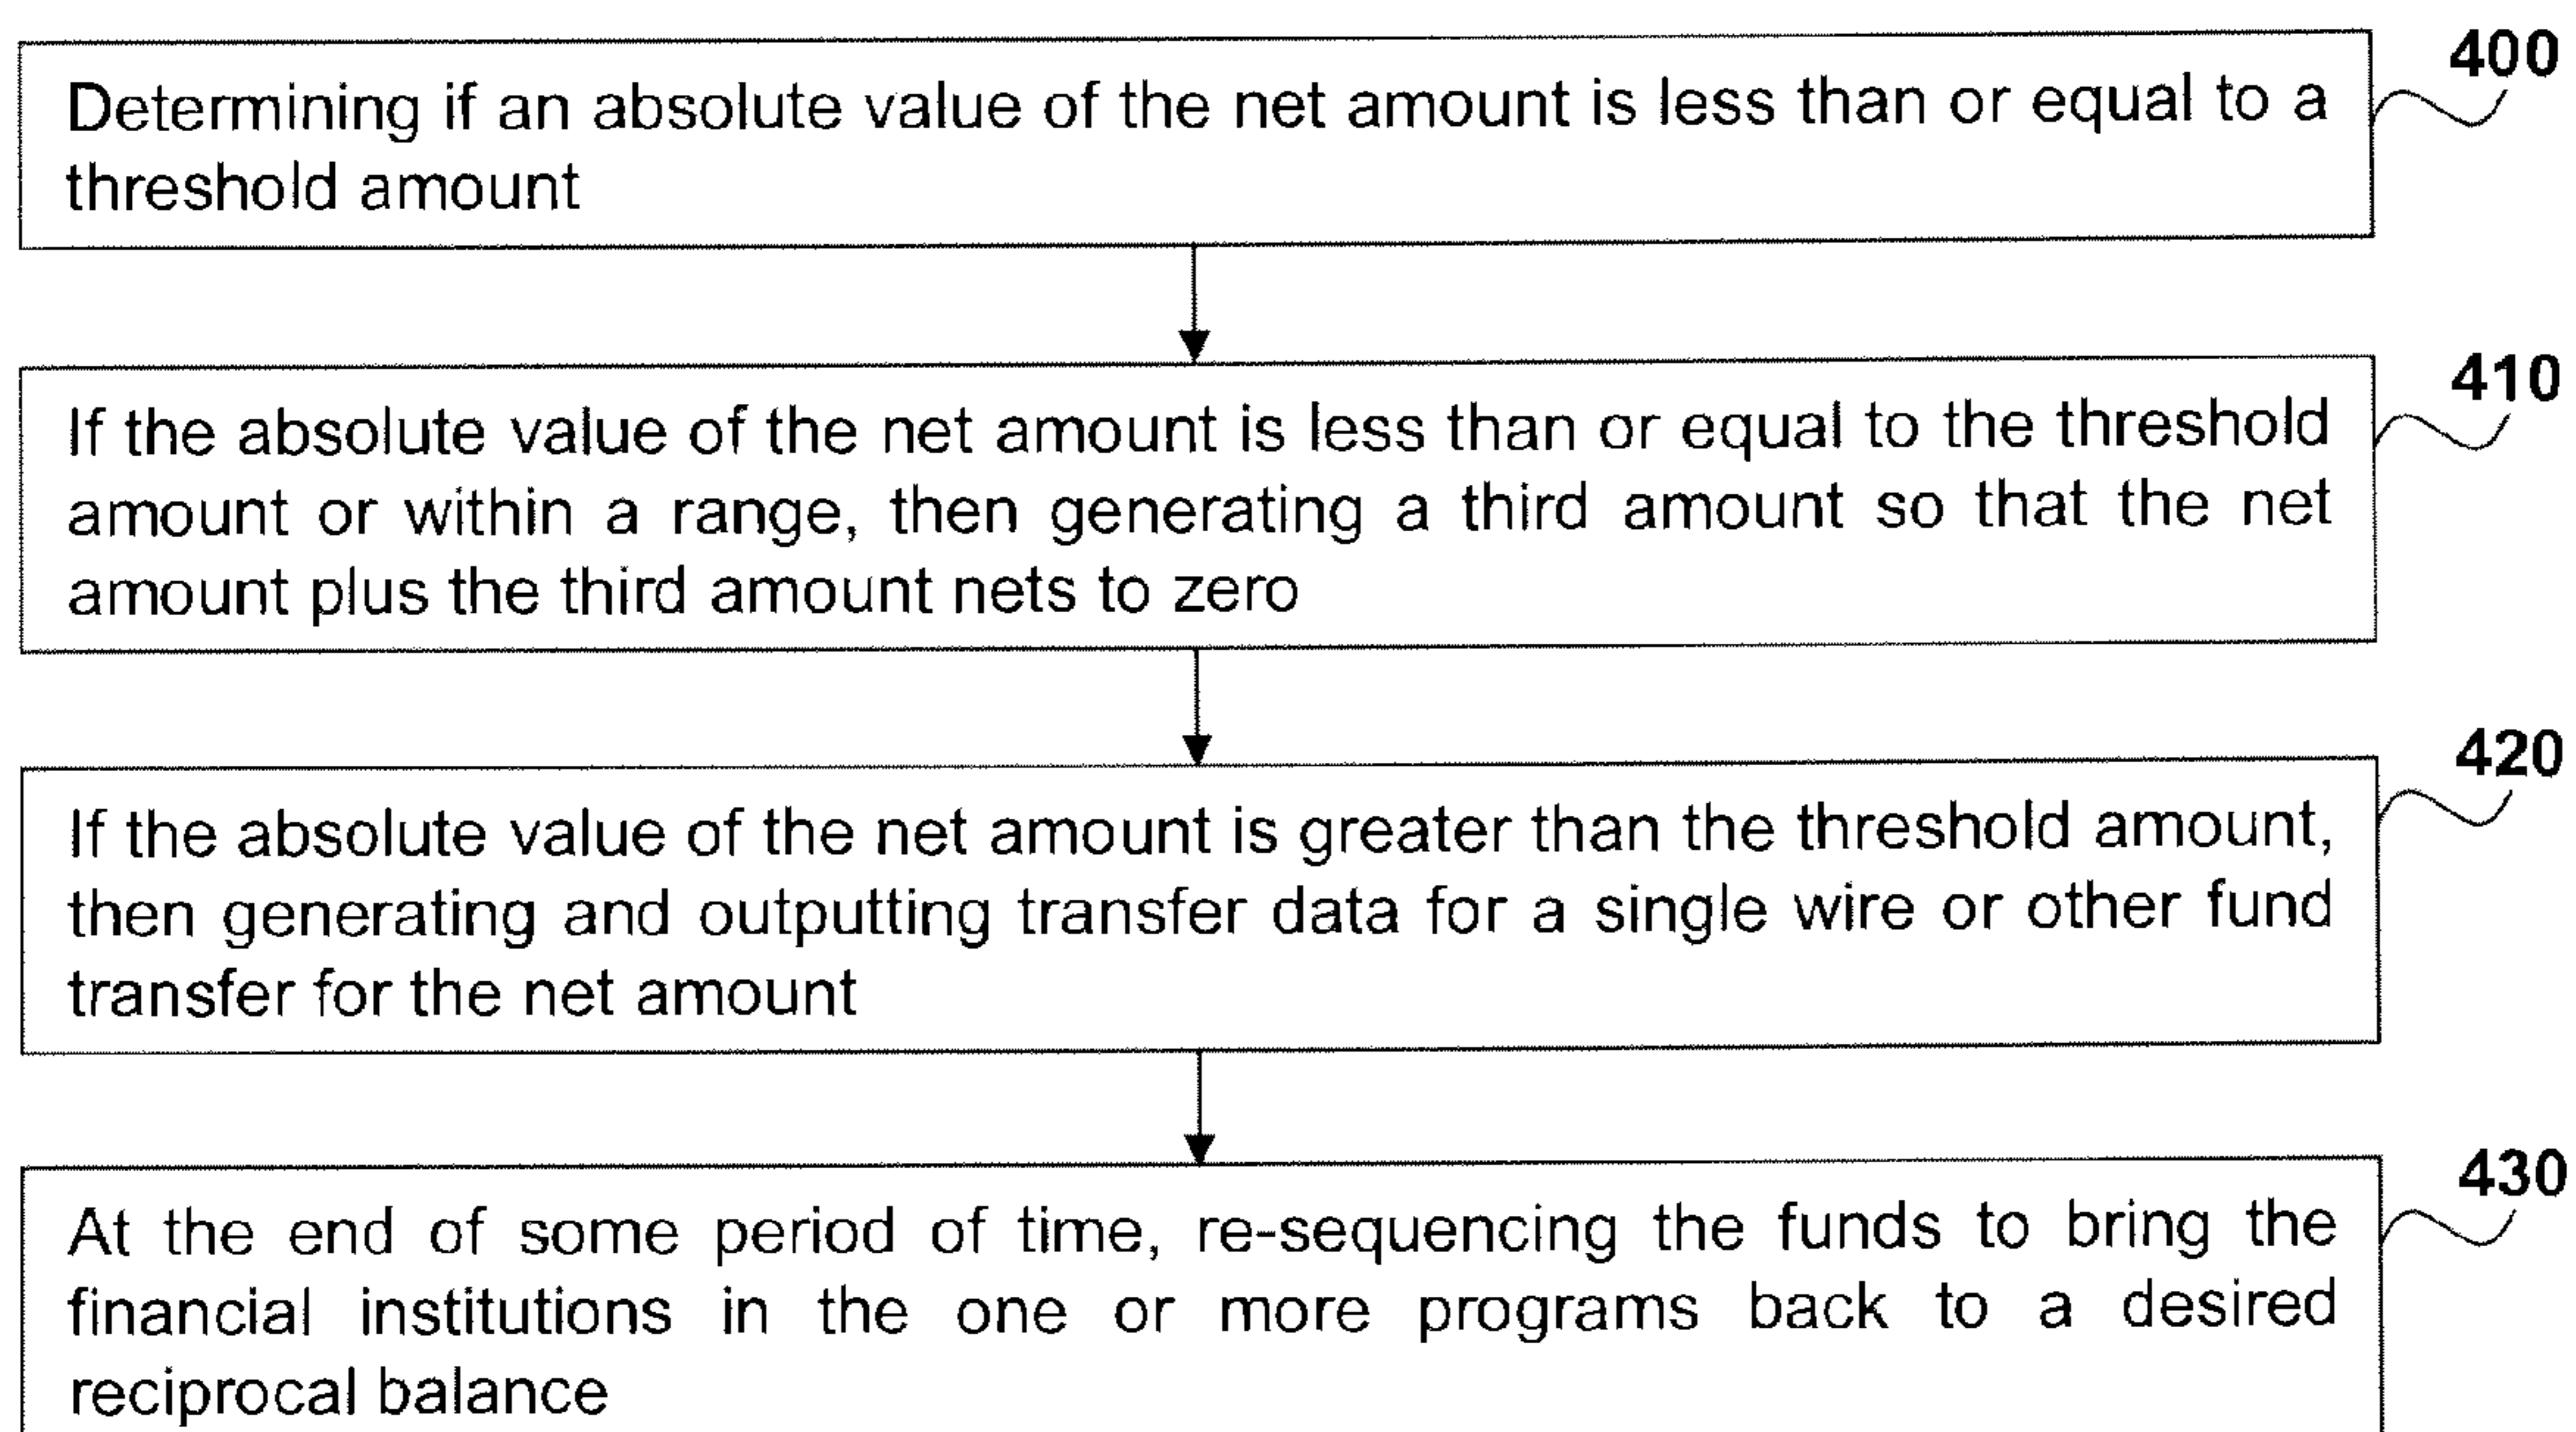 400
Determining if an absolute value of the net amount is less than or equal to a
threshold amount
410
If the absolute value of the net amount is less than or equal to the threshold
amount or within a range, then generating a third amount so that the net
amount plus the third amount nets to zero
420
If the absolute value of the net amount is greater than the threshold amount,
then generating and outputting transfer data for a single wire or other fund
transfer for the net amount
430
At the end of some period of time, re-sequencing the funds to bring the
financial institutions in the one or more programs back to a desired
reciprocal balance